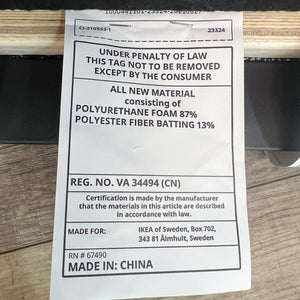 23324
UNDER PENALTY OF LAW
THIS TAG NOT TO BE REMOVED
EXCEPT BY THE CONSUMER
ALL NEW MATERIAL
consisting of
POLYURETHANE FOAM 87%
POLYESTER FIBER BATTING 13%
REG. NO. VA 34494 (CN)
Certification is made by the manufacturer
that the materials in this article are described
in accordance with law.
MADE FOR: IKEA of Sweden, Box 702,
343 81 Älmhult, Sweden
RN # 67490
MADE IN: CHINA